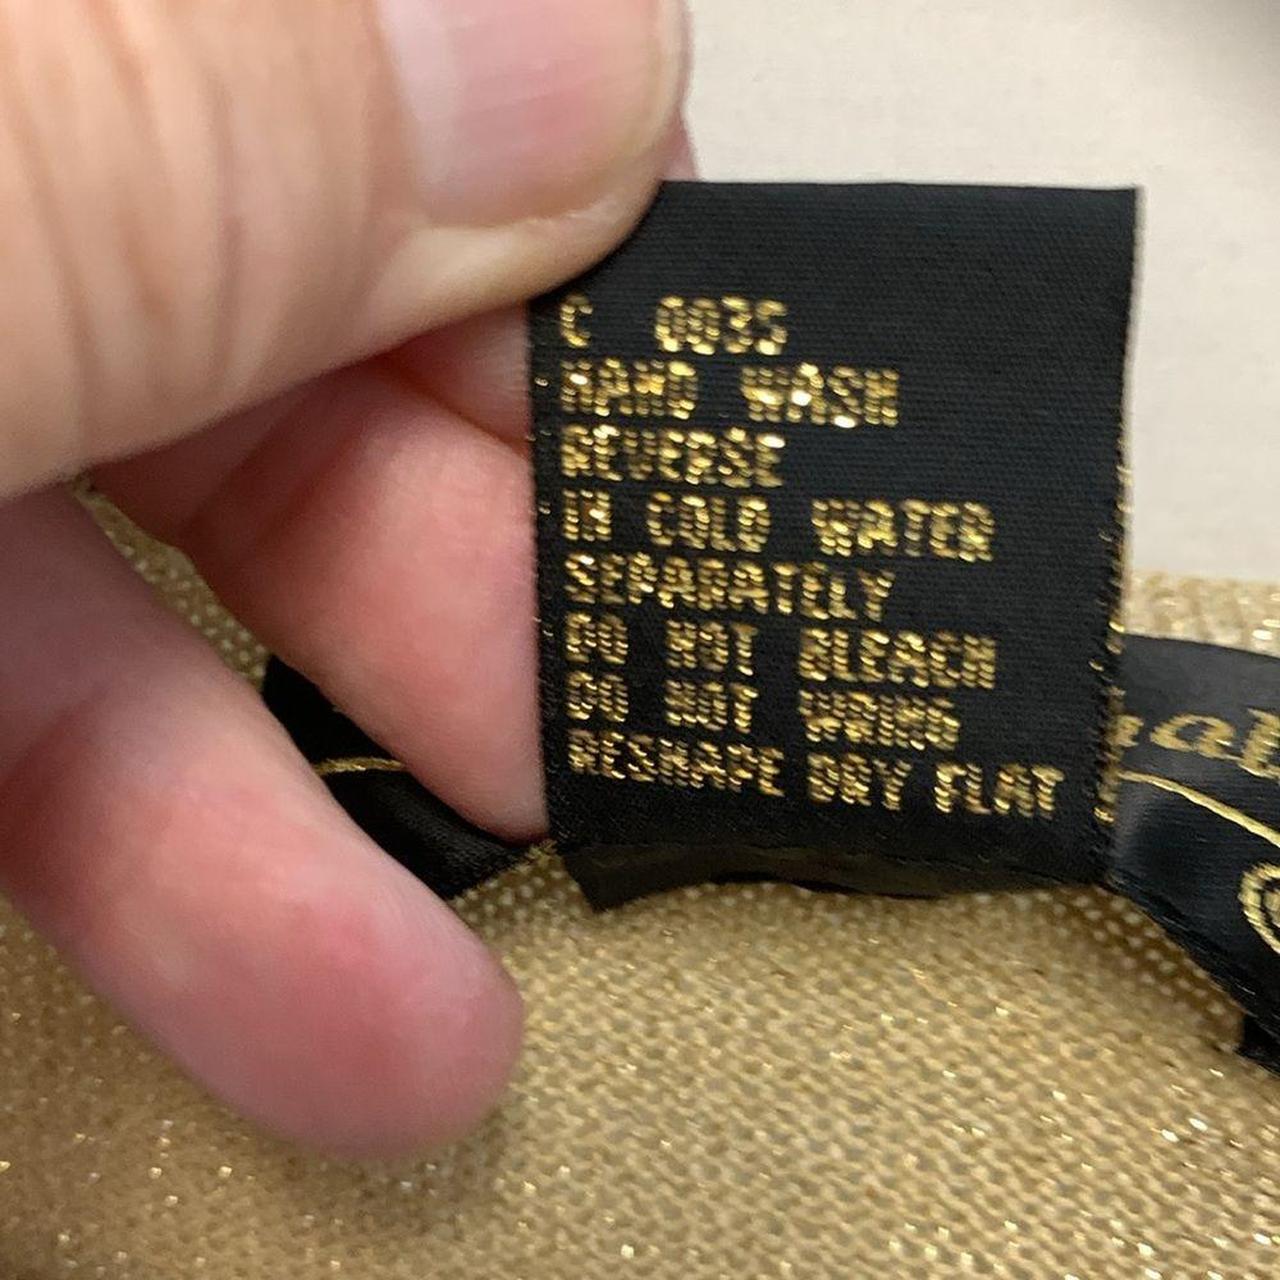 C 0035
HAND WASH
REVERSE
IN COLD WATER
SEPARATELY
DO NOT BLEACH
DO NOT WRING
RESHAPE DRY FLAT